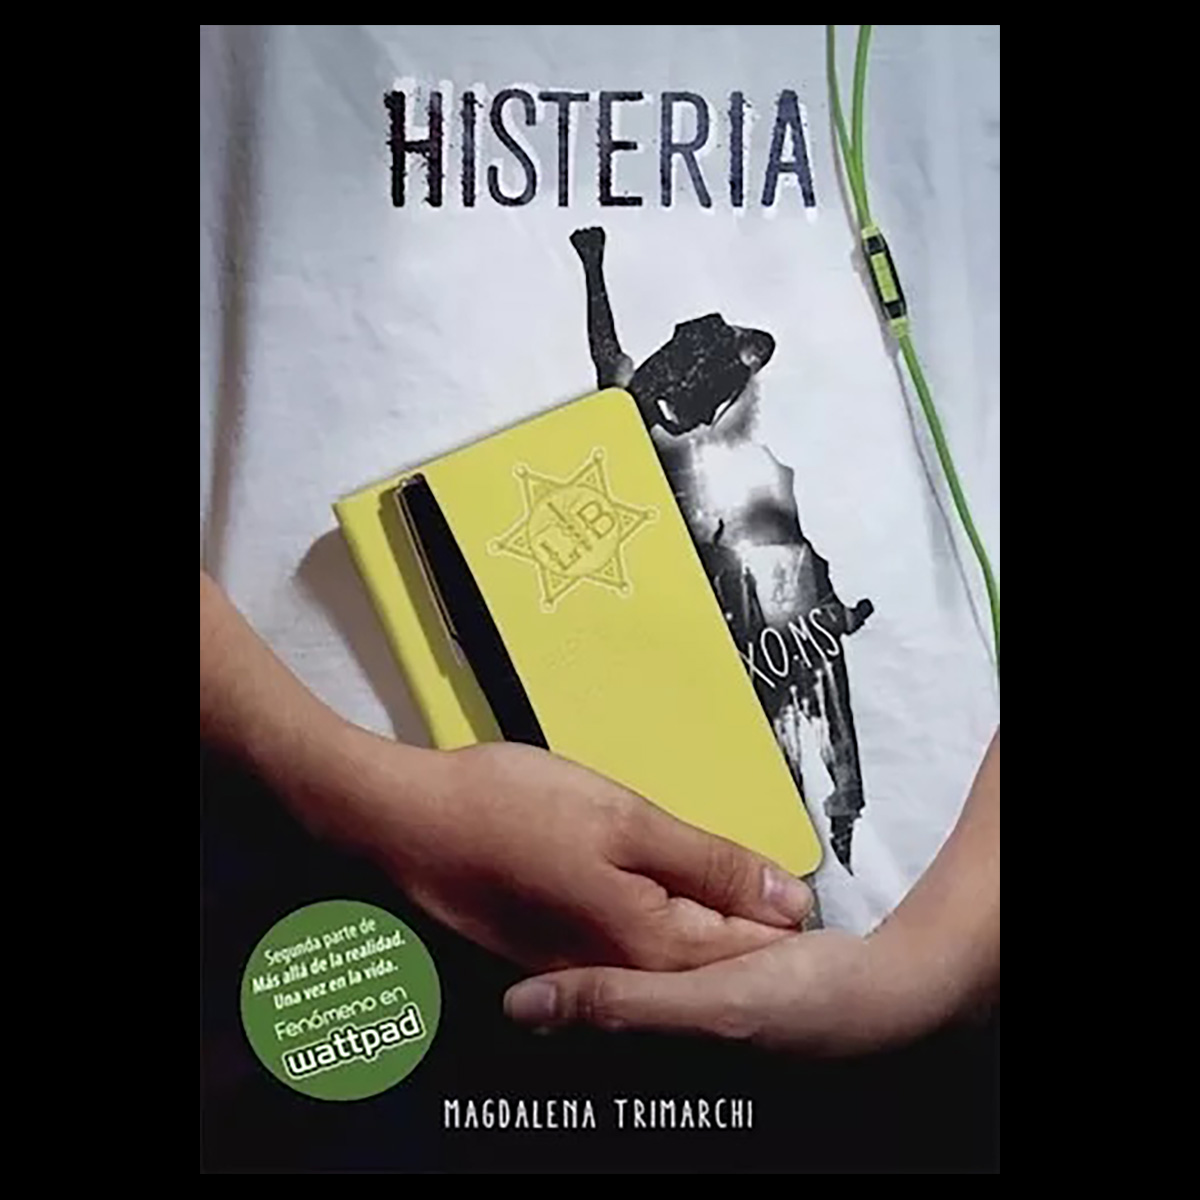 HISTERIA
LIB
XO.MS
Segunda parte de
Más allá de la realidad.
Una vez en la vida.
Fenómeno en
wattpad
MAGDALENA TRIMARCHI